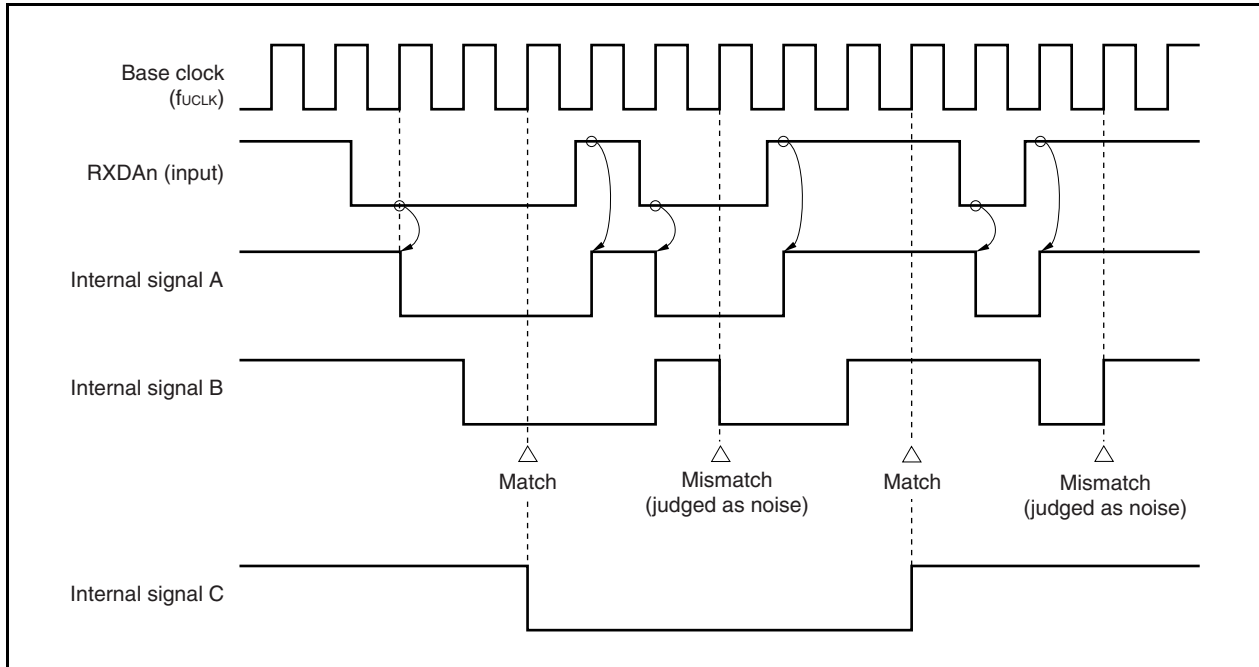 Base clock
(fUCLK)
RXDAn (input)
Internal signal A
Internal signal B
Match
Mismatch
(judged as noise)
Match
Mismatch
(judged as noise)
Internal signal C